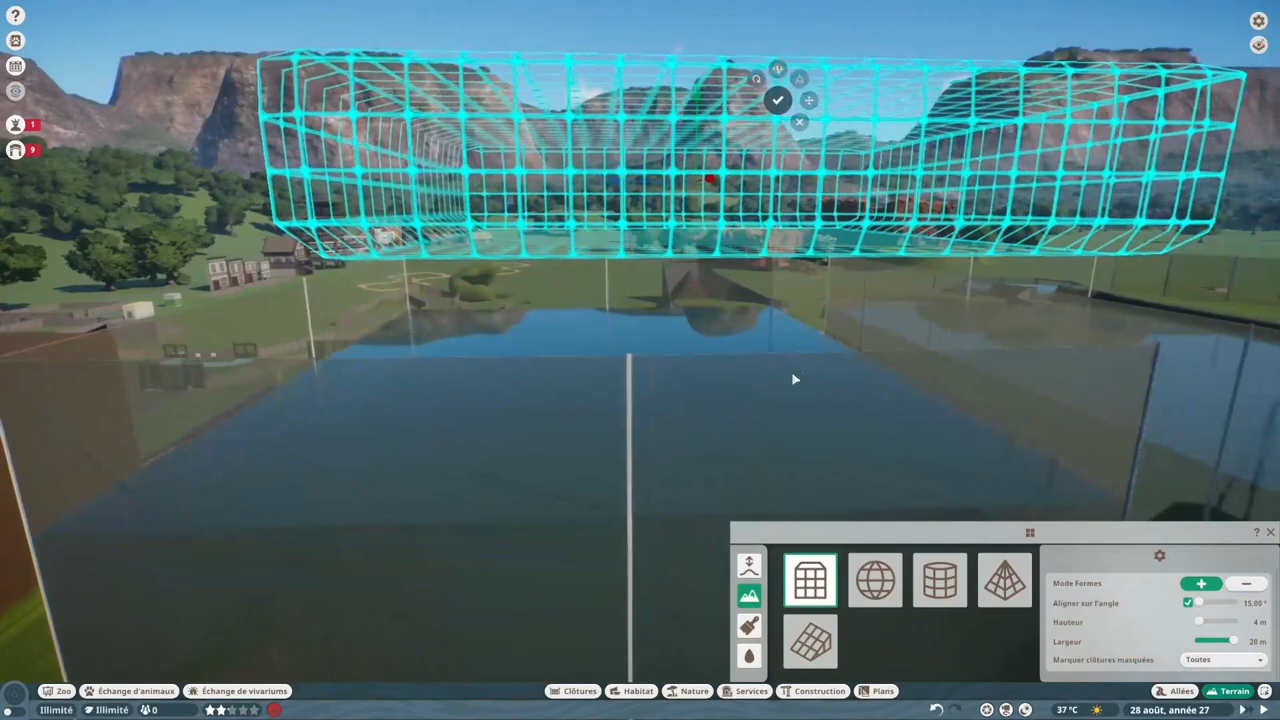 ?
1
9
?
Mode Formes
Aligner sur l'angle
15,00 °
Hauteur
4 m
Largeur
20 m
Marquer clôtures masquées
Toutes
Zoo
Échange d'animaux
Échange de vivariums
Clôtures
Habitat
Nature
Services
Construction
Plans
Allées
Terrain
Illimité
Illimité
0
37 °C
28 août, année 27